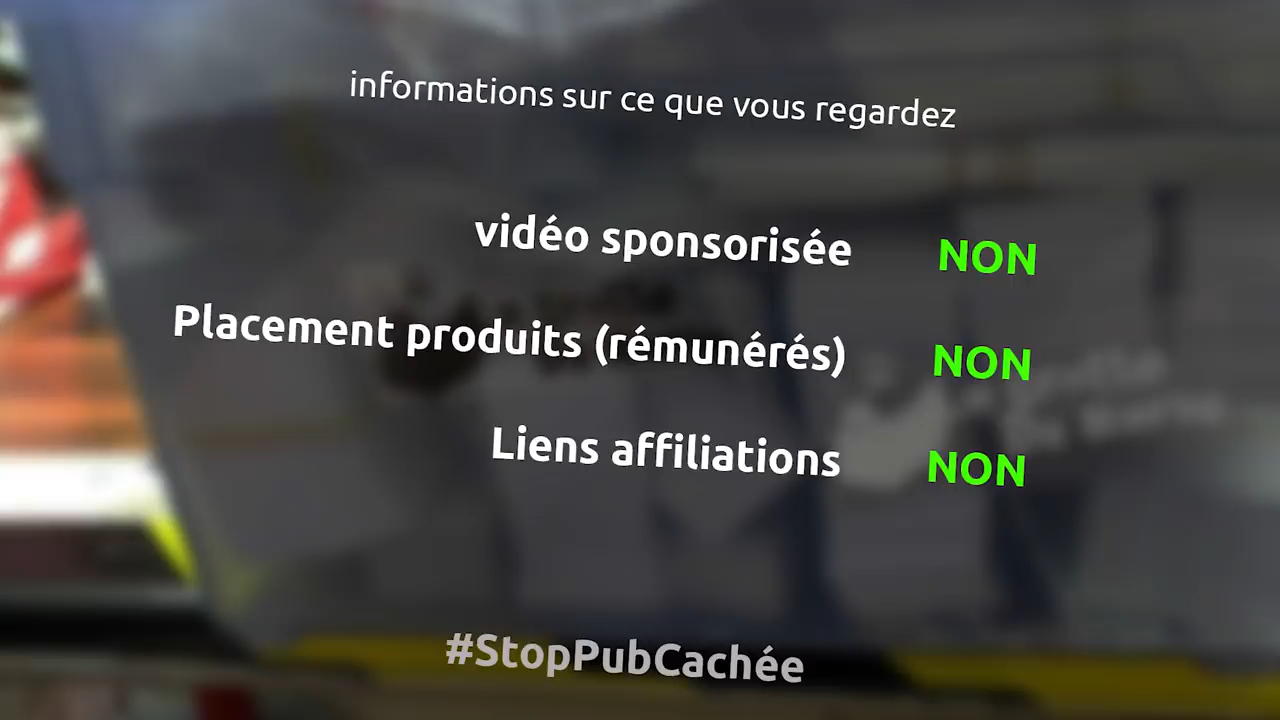 informations sur ce que vous regardez
vidéo sponsorisée NON
Placement produits (rémunérés) NON
Liens affiliations NON
#StopPubCachée